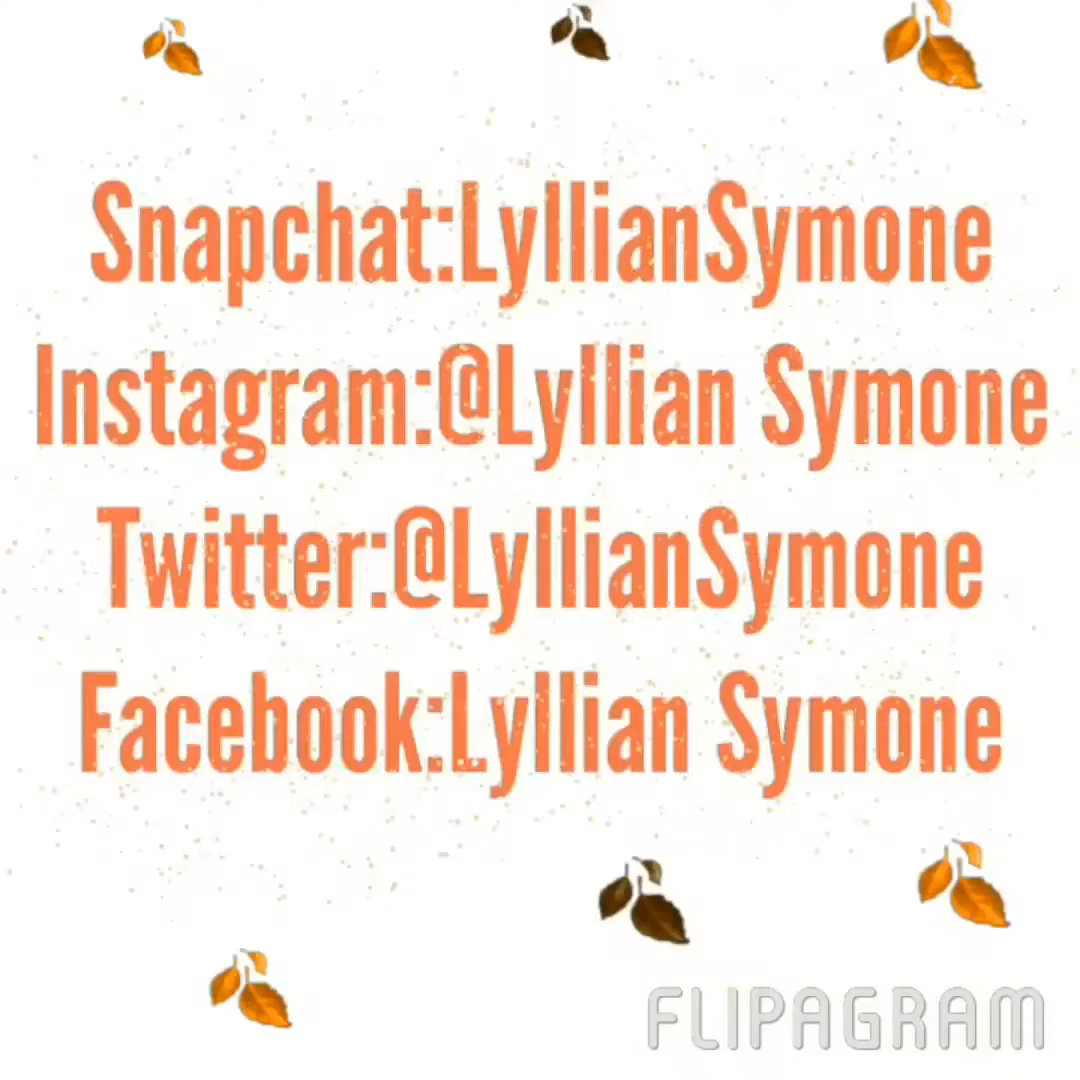 Snapchat:LyllianSymone
Instagram:@Lyllian Symone
Twitter:@LyllianSymone
Facebook:Lyllian Symone
FLIPAGRAM